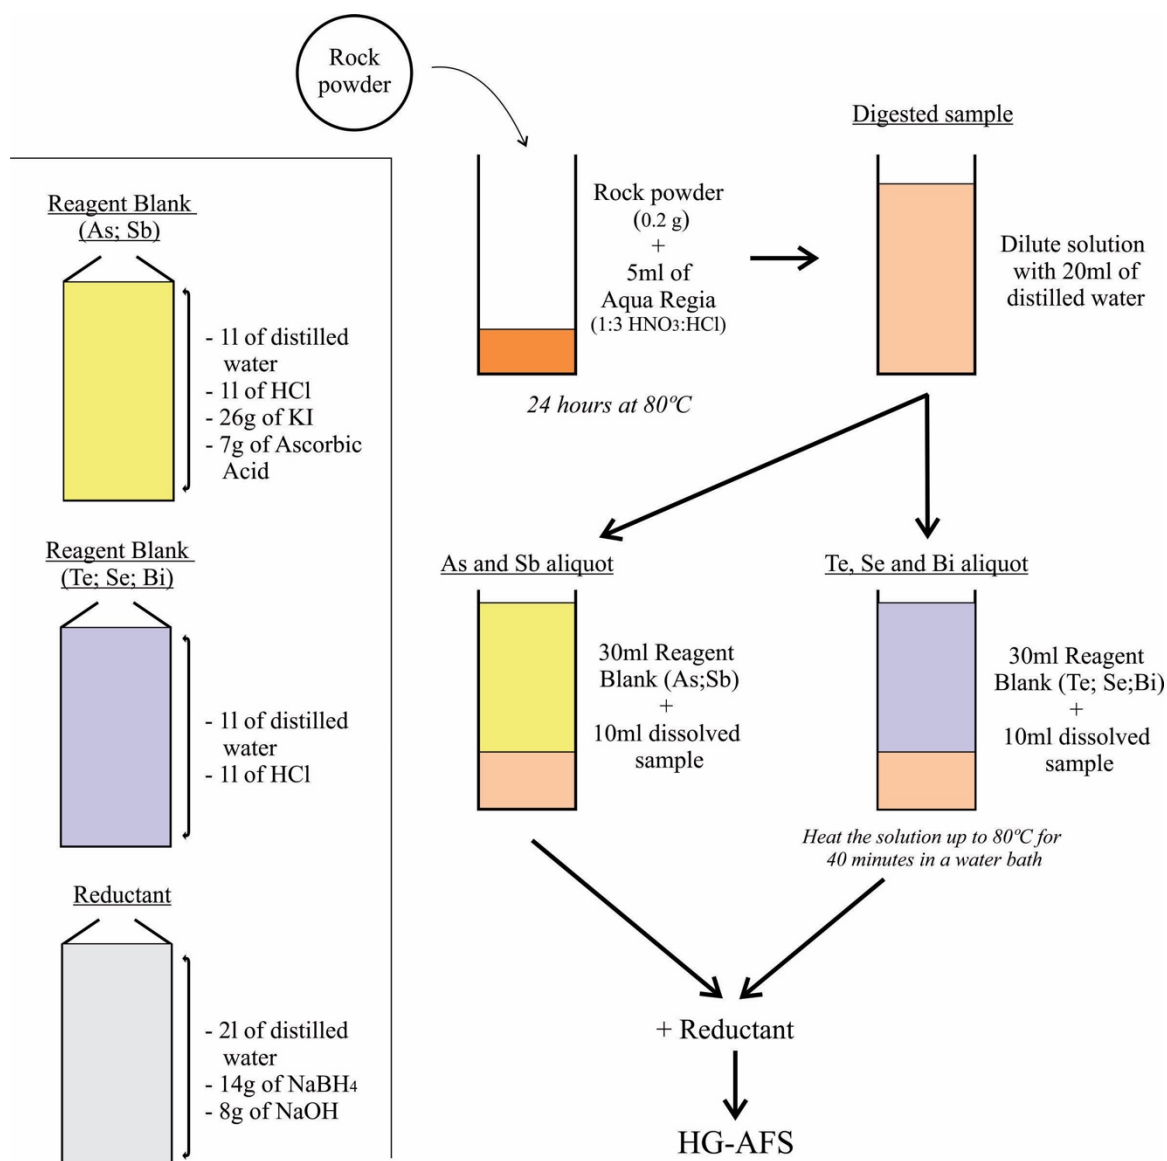 Rock
powder
Reagent Blank
(As; Sb)
- 1l of distilled
water
- 1l of HCl
- 26g of KI
- 7g of Ascorbic
Acid
Reagent Blank
(Te; Se; Bi)
- 1l of distilled
water
- 1l of HCl
Reductant
- 2l of distilled
water
- 14g of NaBH4
- 8g of NaOH
Rock powder
(0.2 g)
+
5ml of
Aqua Regia
(1:3 HNO3:HCl)
24 hours at 80ºC
Digested sample
Dilute solution
with 20ml of
distilled water
As and Sb aliquot
30ml Reagent
Blank (As;Sb)
+
10ml dissolved
sample
Te, Se and Bi aliquot
30ml Reagent
Blank (Te; Se;Bi)
+
10ml dissolved
sample
Heat the solution up to 80ºC for
40 minutes in a water bath
+ Reductant
HG-AFS